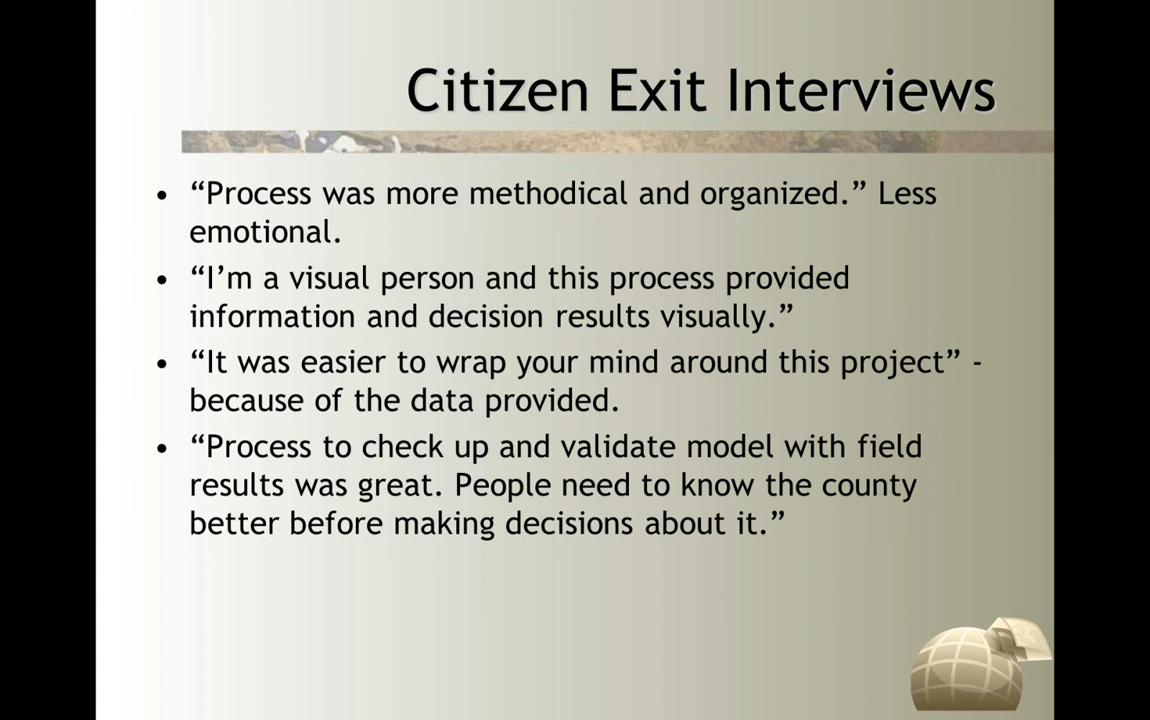 Citizen Exit Interviews
• “Process was more methodical and organized.” Less
emotional.
• “I’m a visual person and this process provided
information and decision results visually.”
• “It was easier to wrap your mind around this project” -
because of the data provided.
• “Process to check up and validate model with field
results was great. People need to know the county
better before making decisions about it.”